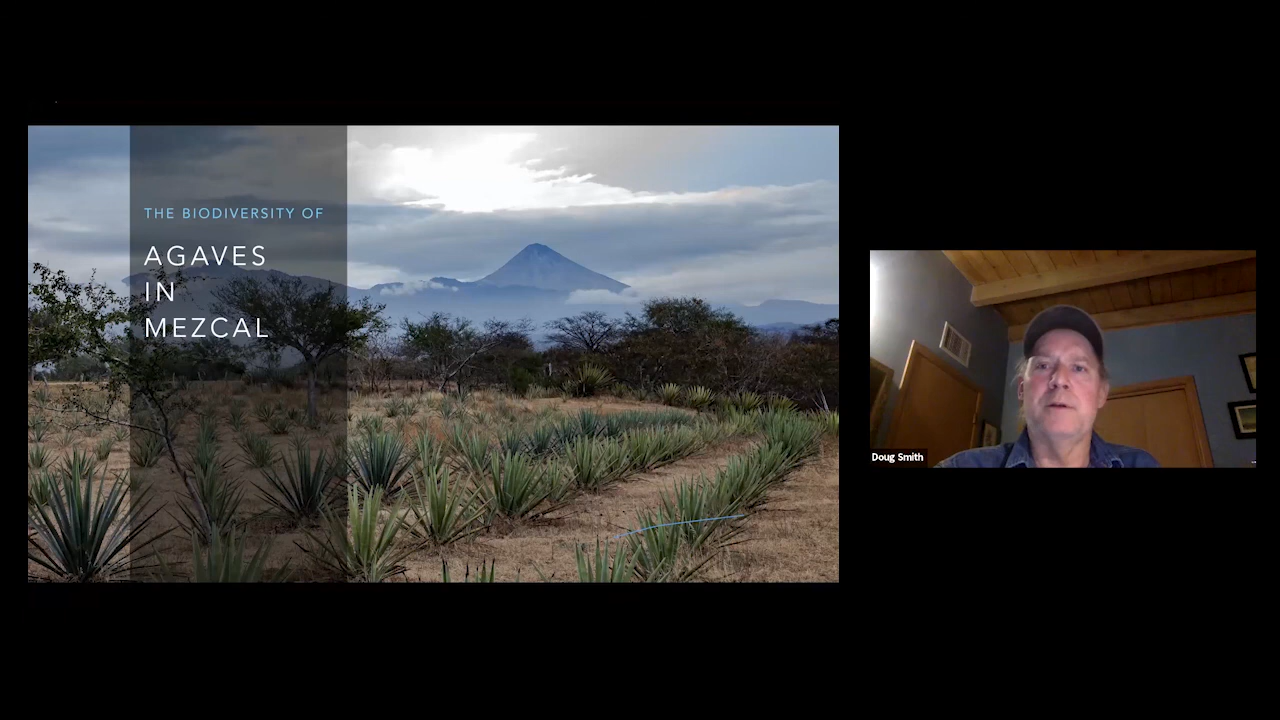 THE BIODIVERSITY OF
AGAVES
IN
MEZCAL
Doug Smith